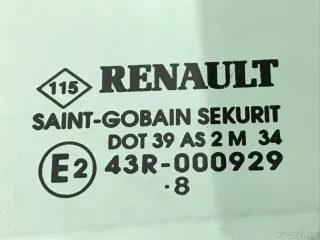 115 RENAULT
SAINT-GOBAIN SEKURIT
DOT 39 AS 2 M 34
E2 43R-000929
.8